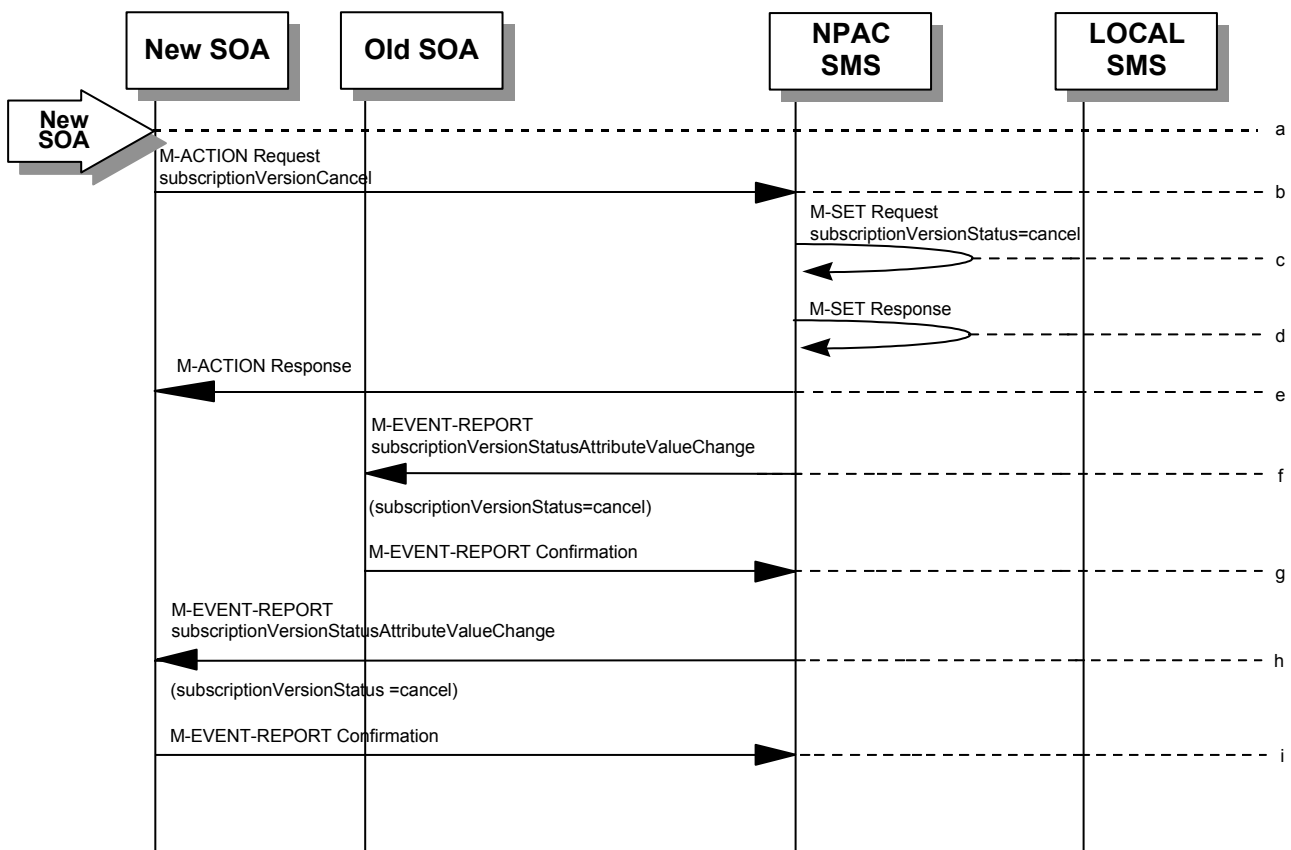 New SOA
Old SOA
NPAC
SMS
LOCAL
SMS
New
SOA
a
M-ACTION Request
subscriptionVersionCancel
b
M-SET Request
subscriptionVersionStatus=cancel
c
M-SET Response
d
M-ACTION Response
e
M-EVENT-REPORT
subscriptionVersionStatusAttributeValueChange
f
(subscriptionVersionStatus=cancel)
M-EVENT-REPORT Confirmation
g
M-EVENT-REPORT
subscriptionVersionStatusAttributeValueChange
h
(subscriptionVersionStatus =cancel)
M-EVENT-REPORT Confirmation
i